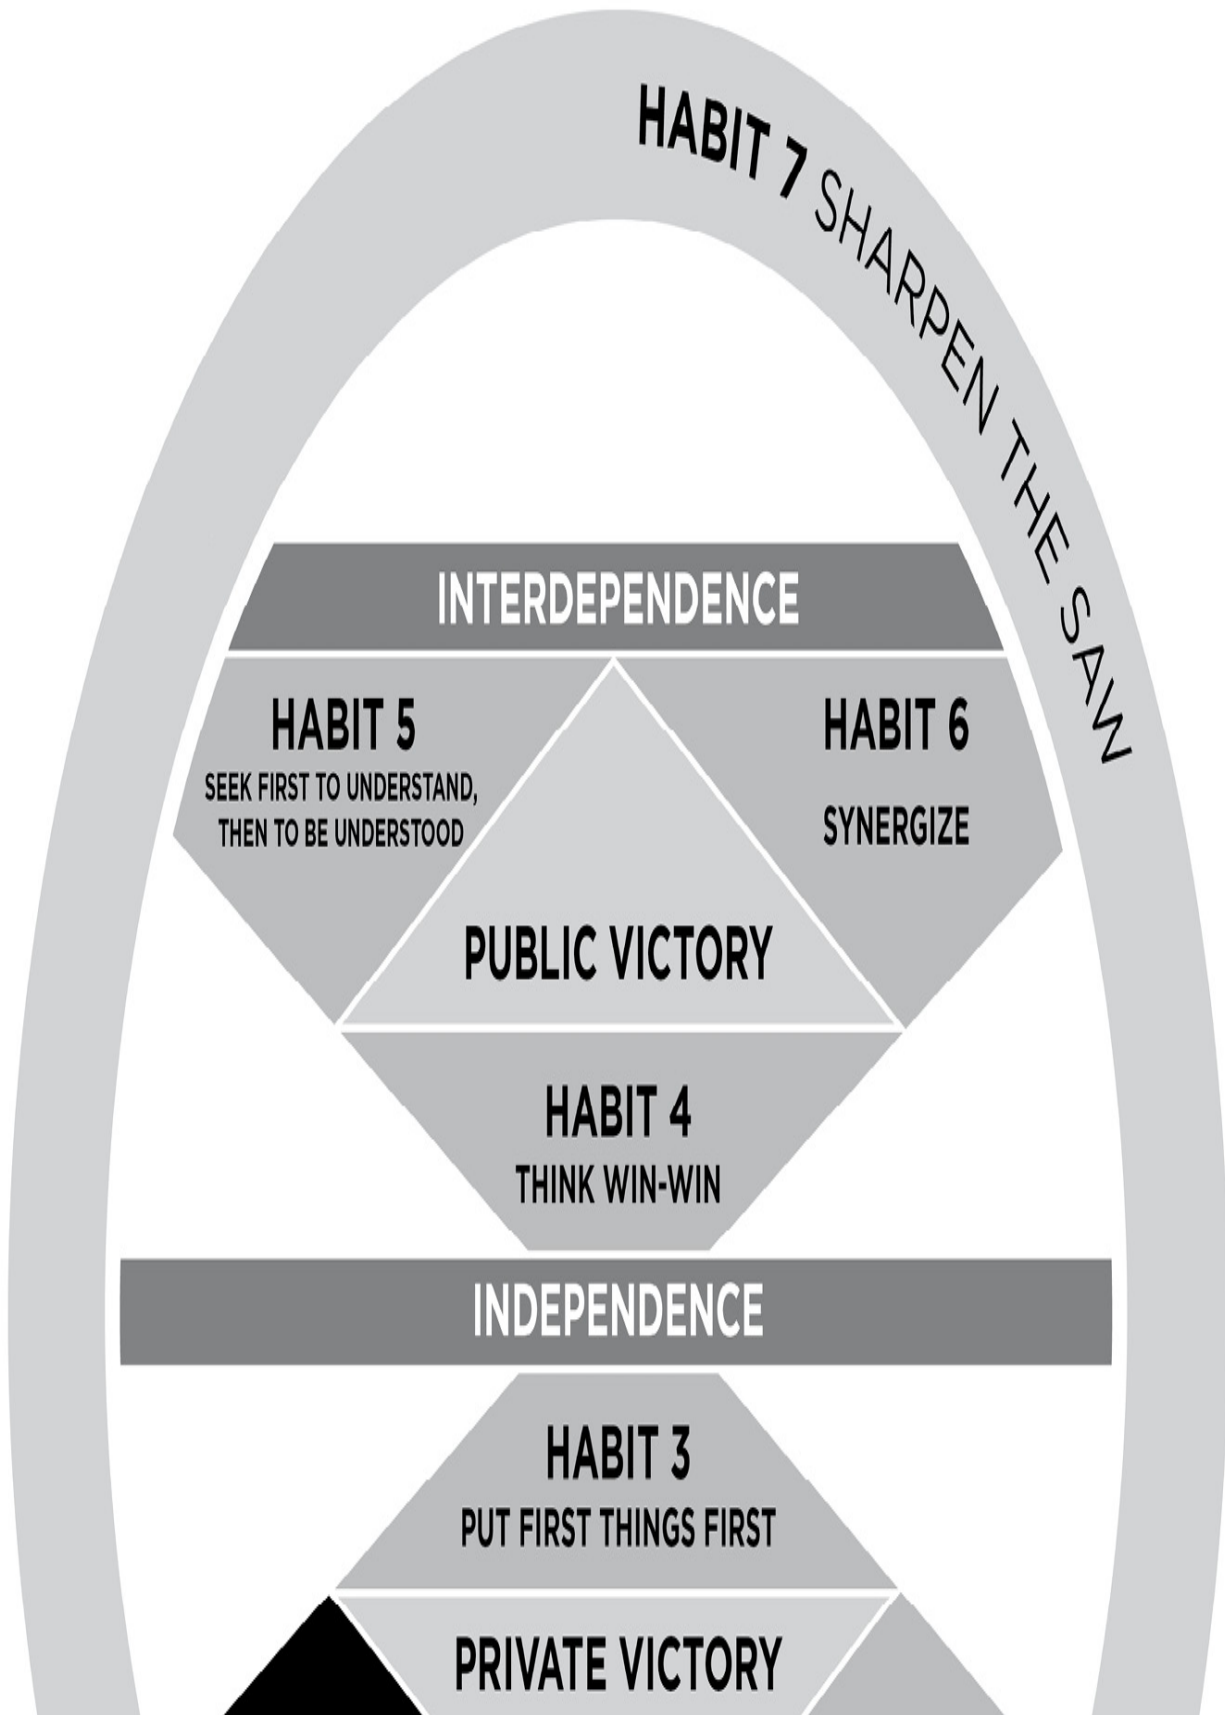 HABIT 7 SHARPEN THE SAW
INTERDEPENDENCE
HABIT 5
SEEK FIRST TO UNDERSTAND,
THEN TO BE UNDERSTOOD
HABIT 6
SYNERGIZE
PUBLIC VICTORY
HABIT 4
THINK WIN-WIN
INDEPENDENCE
HABIT 3
PUT FIRST THINGS FIRST
PRIVATE VICTORY